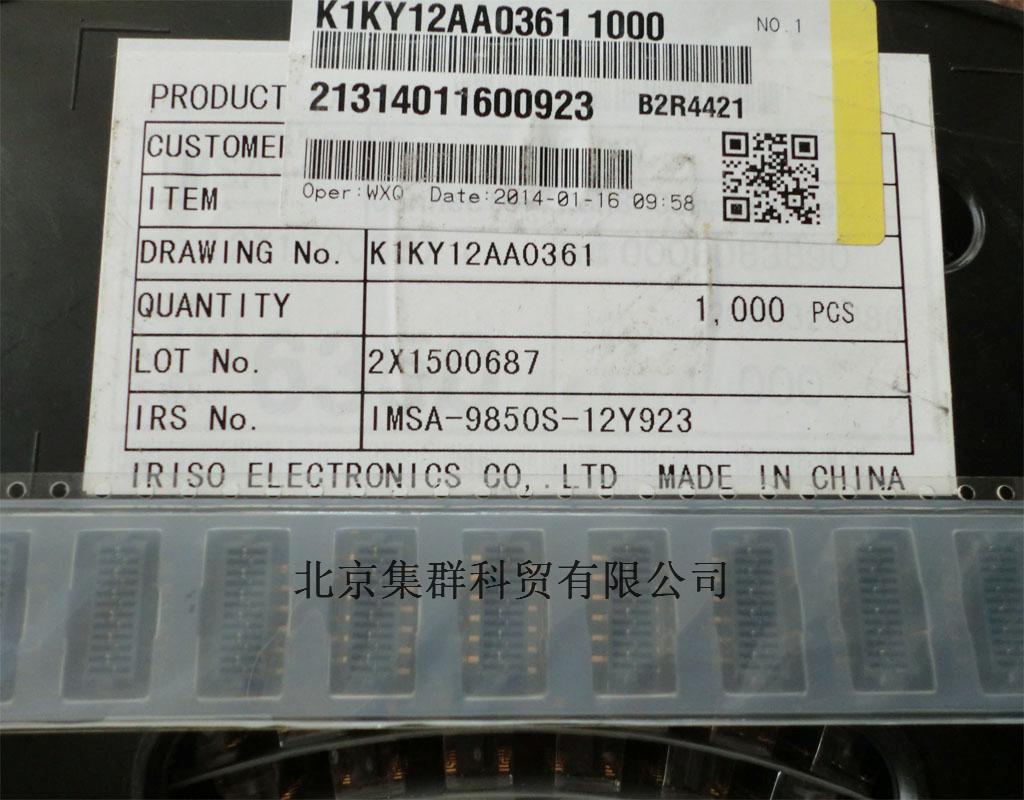 K1KY12AA0361 1000
NO.1
PRODUCT
21314011600923 B2R4421
CUSTOME
Oper:WXQ Date:2014-01-16 09:58
ITEM
DRAWING No. K1KY12AA0361
QUANTITY 1,000 PCS
LOT No. 2X1500687
IRS No. IMSA-9850S-12Y923
IRISO ELECTRONICS CO,.LTD MADE IN CHINA
北京集群科贸有限公司